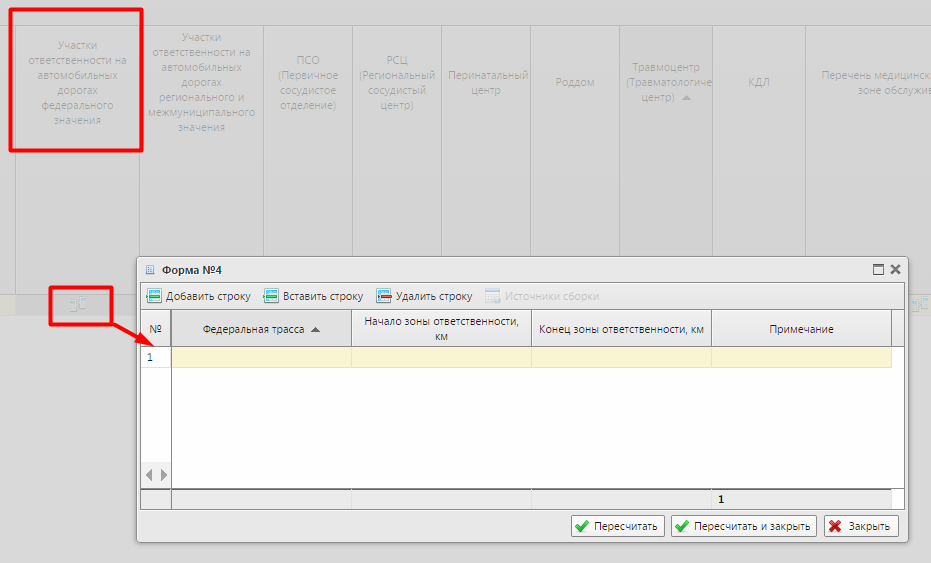 Участки
ответственности на
автомобильных
дорогах
федерального
значения
Участки
ответственности на
автомобильных
дорогах
регионального и
межмуниципального
значения
ПСО
(Первичное
сосудистое
отделение)
РСЦ
(Региональный
сосудистый
центр)
Перинатальный
центр
Роддом
Травмоцентр
(Травматологиче
центр)
КДЛ
Перечень медицинск
зоне обслужив
Форма №4
Добавить строку
Вставить строку
Удалить строку
Источники сборки
№
Федеральная трасса
Начало зоны ответственности,
км
Конец зоны ответственности, км
Примечание
1
1
Пересчитать
Пересчитать и закрыть
Закрыть